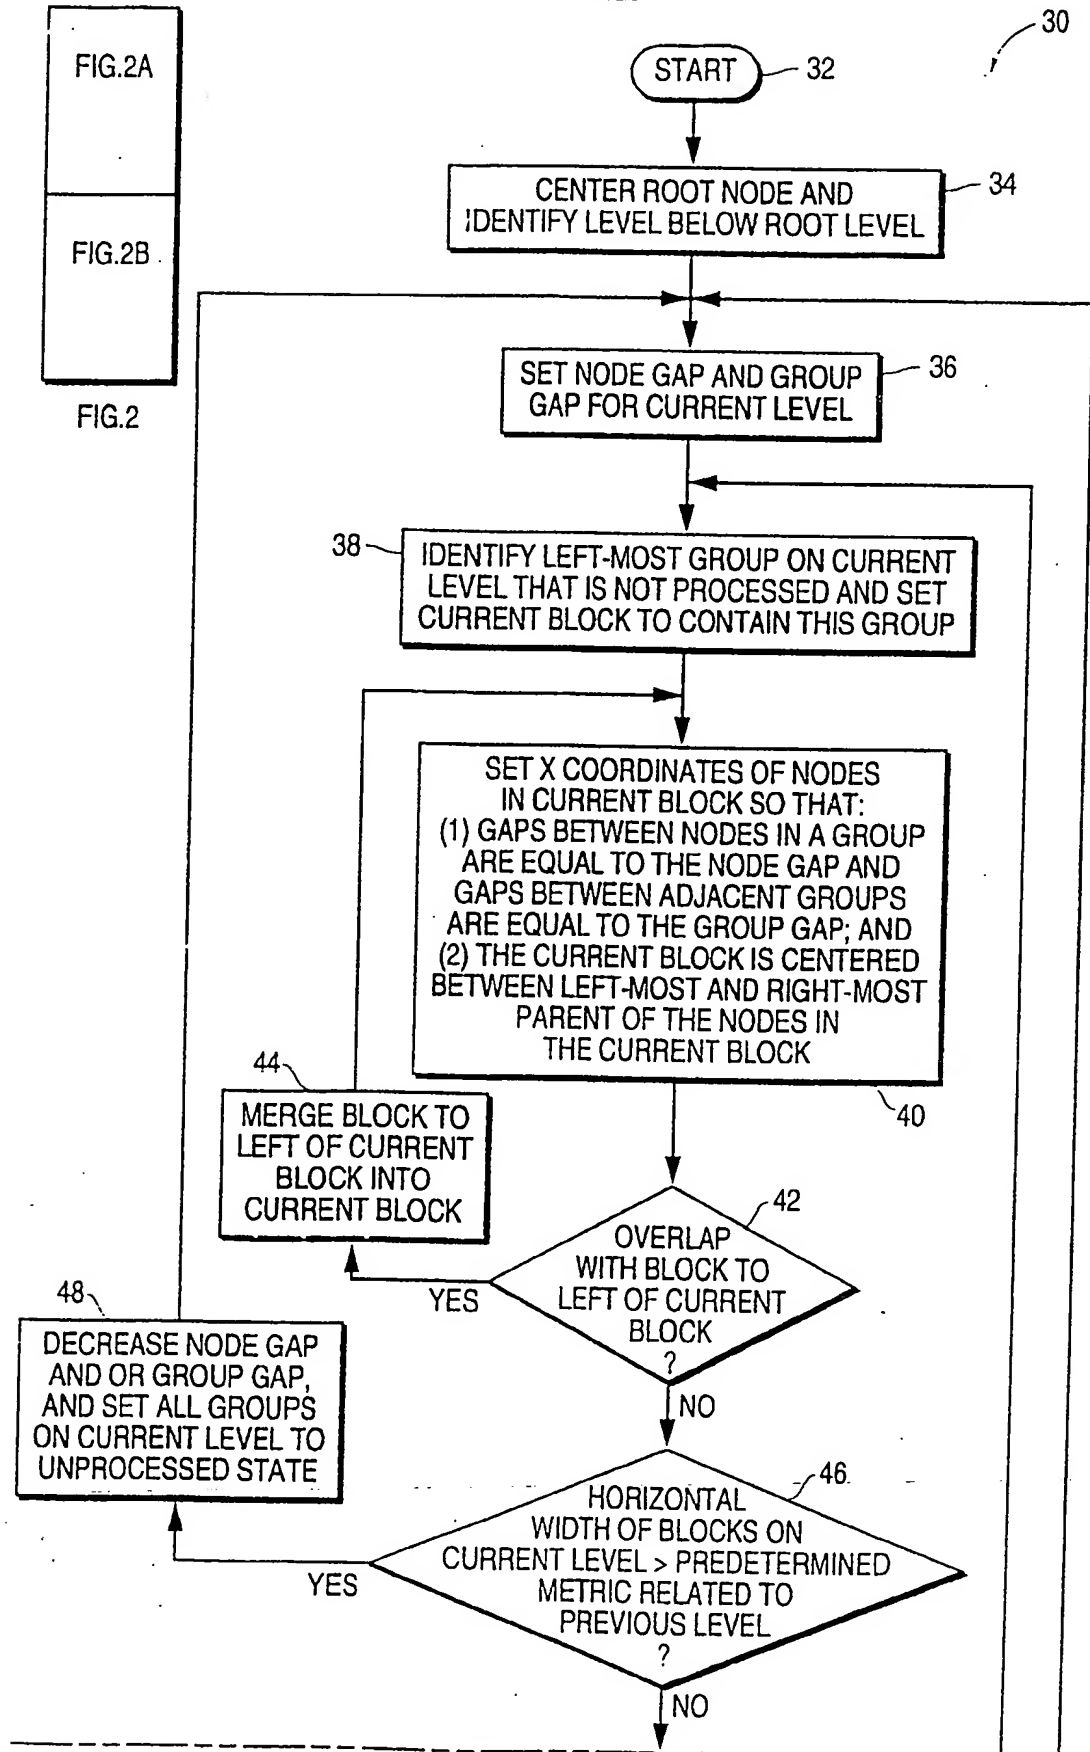 30
FIG.2A
START
32
CENTER ROOT NODE AND
IDENTIFY LEVEL BELOW ROOT LEVEL
34
FIG.2B
FIG.2
SET NODE GAP AND GROUP
GAP FOR CURRENT LEVEL
36
38
IDENTIFY LEFT-MOST GROUP ON CURRENT
LEVEL THAT IS NOT PROCESSED AND SET
CURRENT BLOCK TO CONTAIN THIS GROUP
SET X COORDINATES OF NODES
IN CURRENT BLOCK SO THAT:
(1) GAPS BETWEEN NODES IN A GROUP
ARE EQUAL TO THE NODE GAP AND
GAPS BETWEEN ADJACENT GROUPS
ARE EQUAL TO THE GROUP GAP; AND
(2) THE CURRENT BLOCK IS CENTERED
BETWEEN LEFT-MOST AND RIGHT-MOST
PARENT OF THE NODES IN
THE CURRENT BLOCK
40
44
MERGE BLOCK TO
LEFT OF CURRENT
BLOCK INTO
CURRENT BLOCK
42
OVERLAP
WITH BLOCK TO
LEFT OF CURRENT
BLOCK
?
YES
NO
48
DECREASE NODE GAP
AND OR GROUP GAP,
AND SET ALL GROUPS
ON CURRENT LEVEL TO
UNPROCESSED STATE
46
HORIZONTAL
WIDTH OF BLOCKS ON
CURRENT LEVEL > PREDETERMINED
METRIC RELATED TO
PREVIOUS LEVEL
?
YES
NO